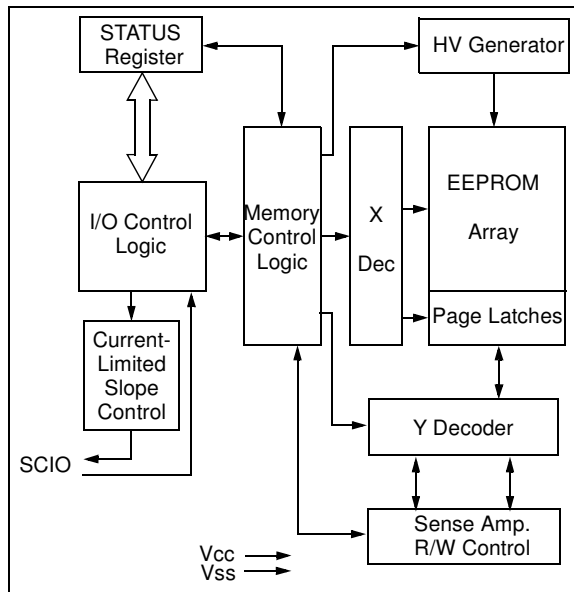 STATUS
Register
HV Generator
I/O Control
Logic
Memory
Control
Logic
X
Dec
EEPROM
Array
Page Latches
Current-
Limited
Slope
Control
SCIO
Y Decoder
Sense Amp.
R/W Control
Vcc
Vss